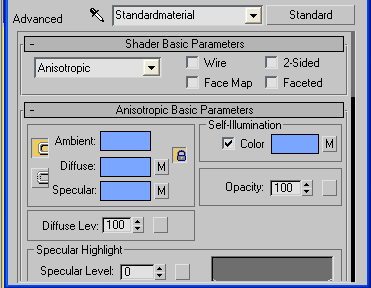 Advanced Standardmaterial Standard
- Shader Basic Parameters
Anisotropic Wire 2-Sided
Face Map Faceted
- Anisotropic Basic Parameters
Self-Illumination
Ambient: Color M
Diffuse: M
Specular: M
Opacity: 100
Diffuse Lev: 100
Specular Highlight
Specular Level: 0